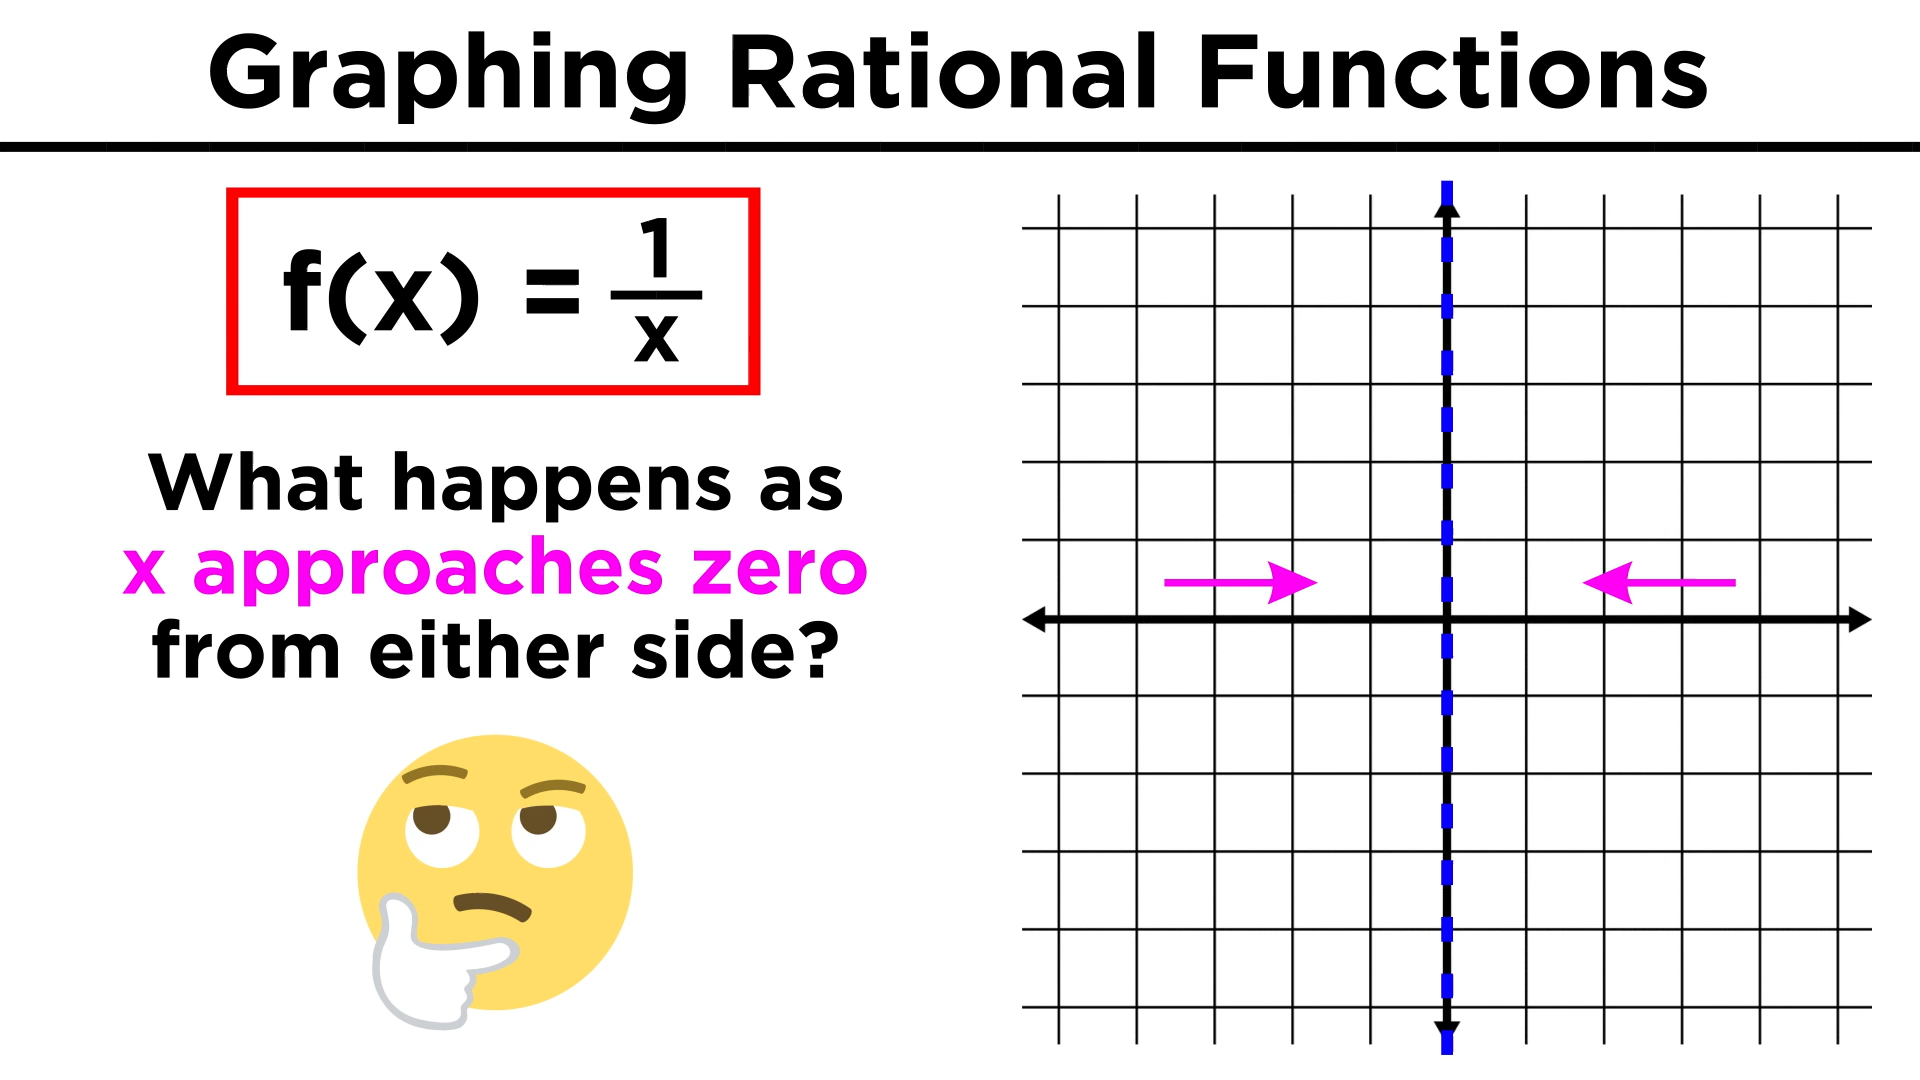 Graphing Rational Functions
f(x) = 1/x
What happens as
x approaches zero
from either side?